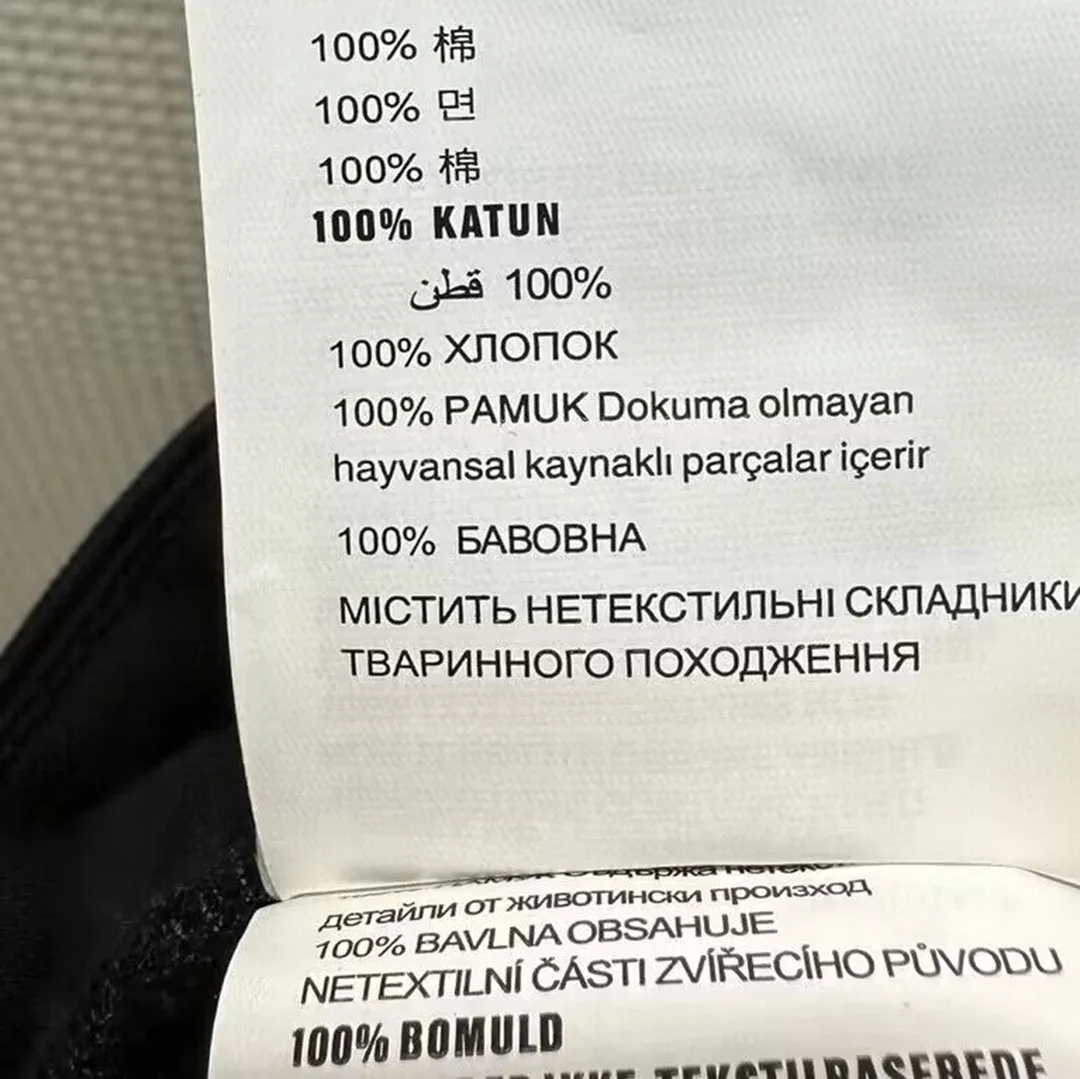 100% 棉
100% 면
100% 棉
100% KATUN
100% قطن
100% ХЛОПОК
100% PAMUK Dokuma olmayan
hayvansal kaynaklı parçalar içerir
100% БАВОВНА
МІСТИТЬ НЕТЕКСТИЛЬНІ СКЛАДНИКИ
ТВАРИННОГО ПОХОДЖЕННЯ
детайли от животински произход
100% BAVLNA OBSAHUJE
NETEXTILNÍ ČÁSTI ZVÍŘECÍHO PŮVODU
100% BOMULD